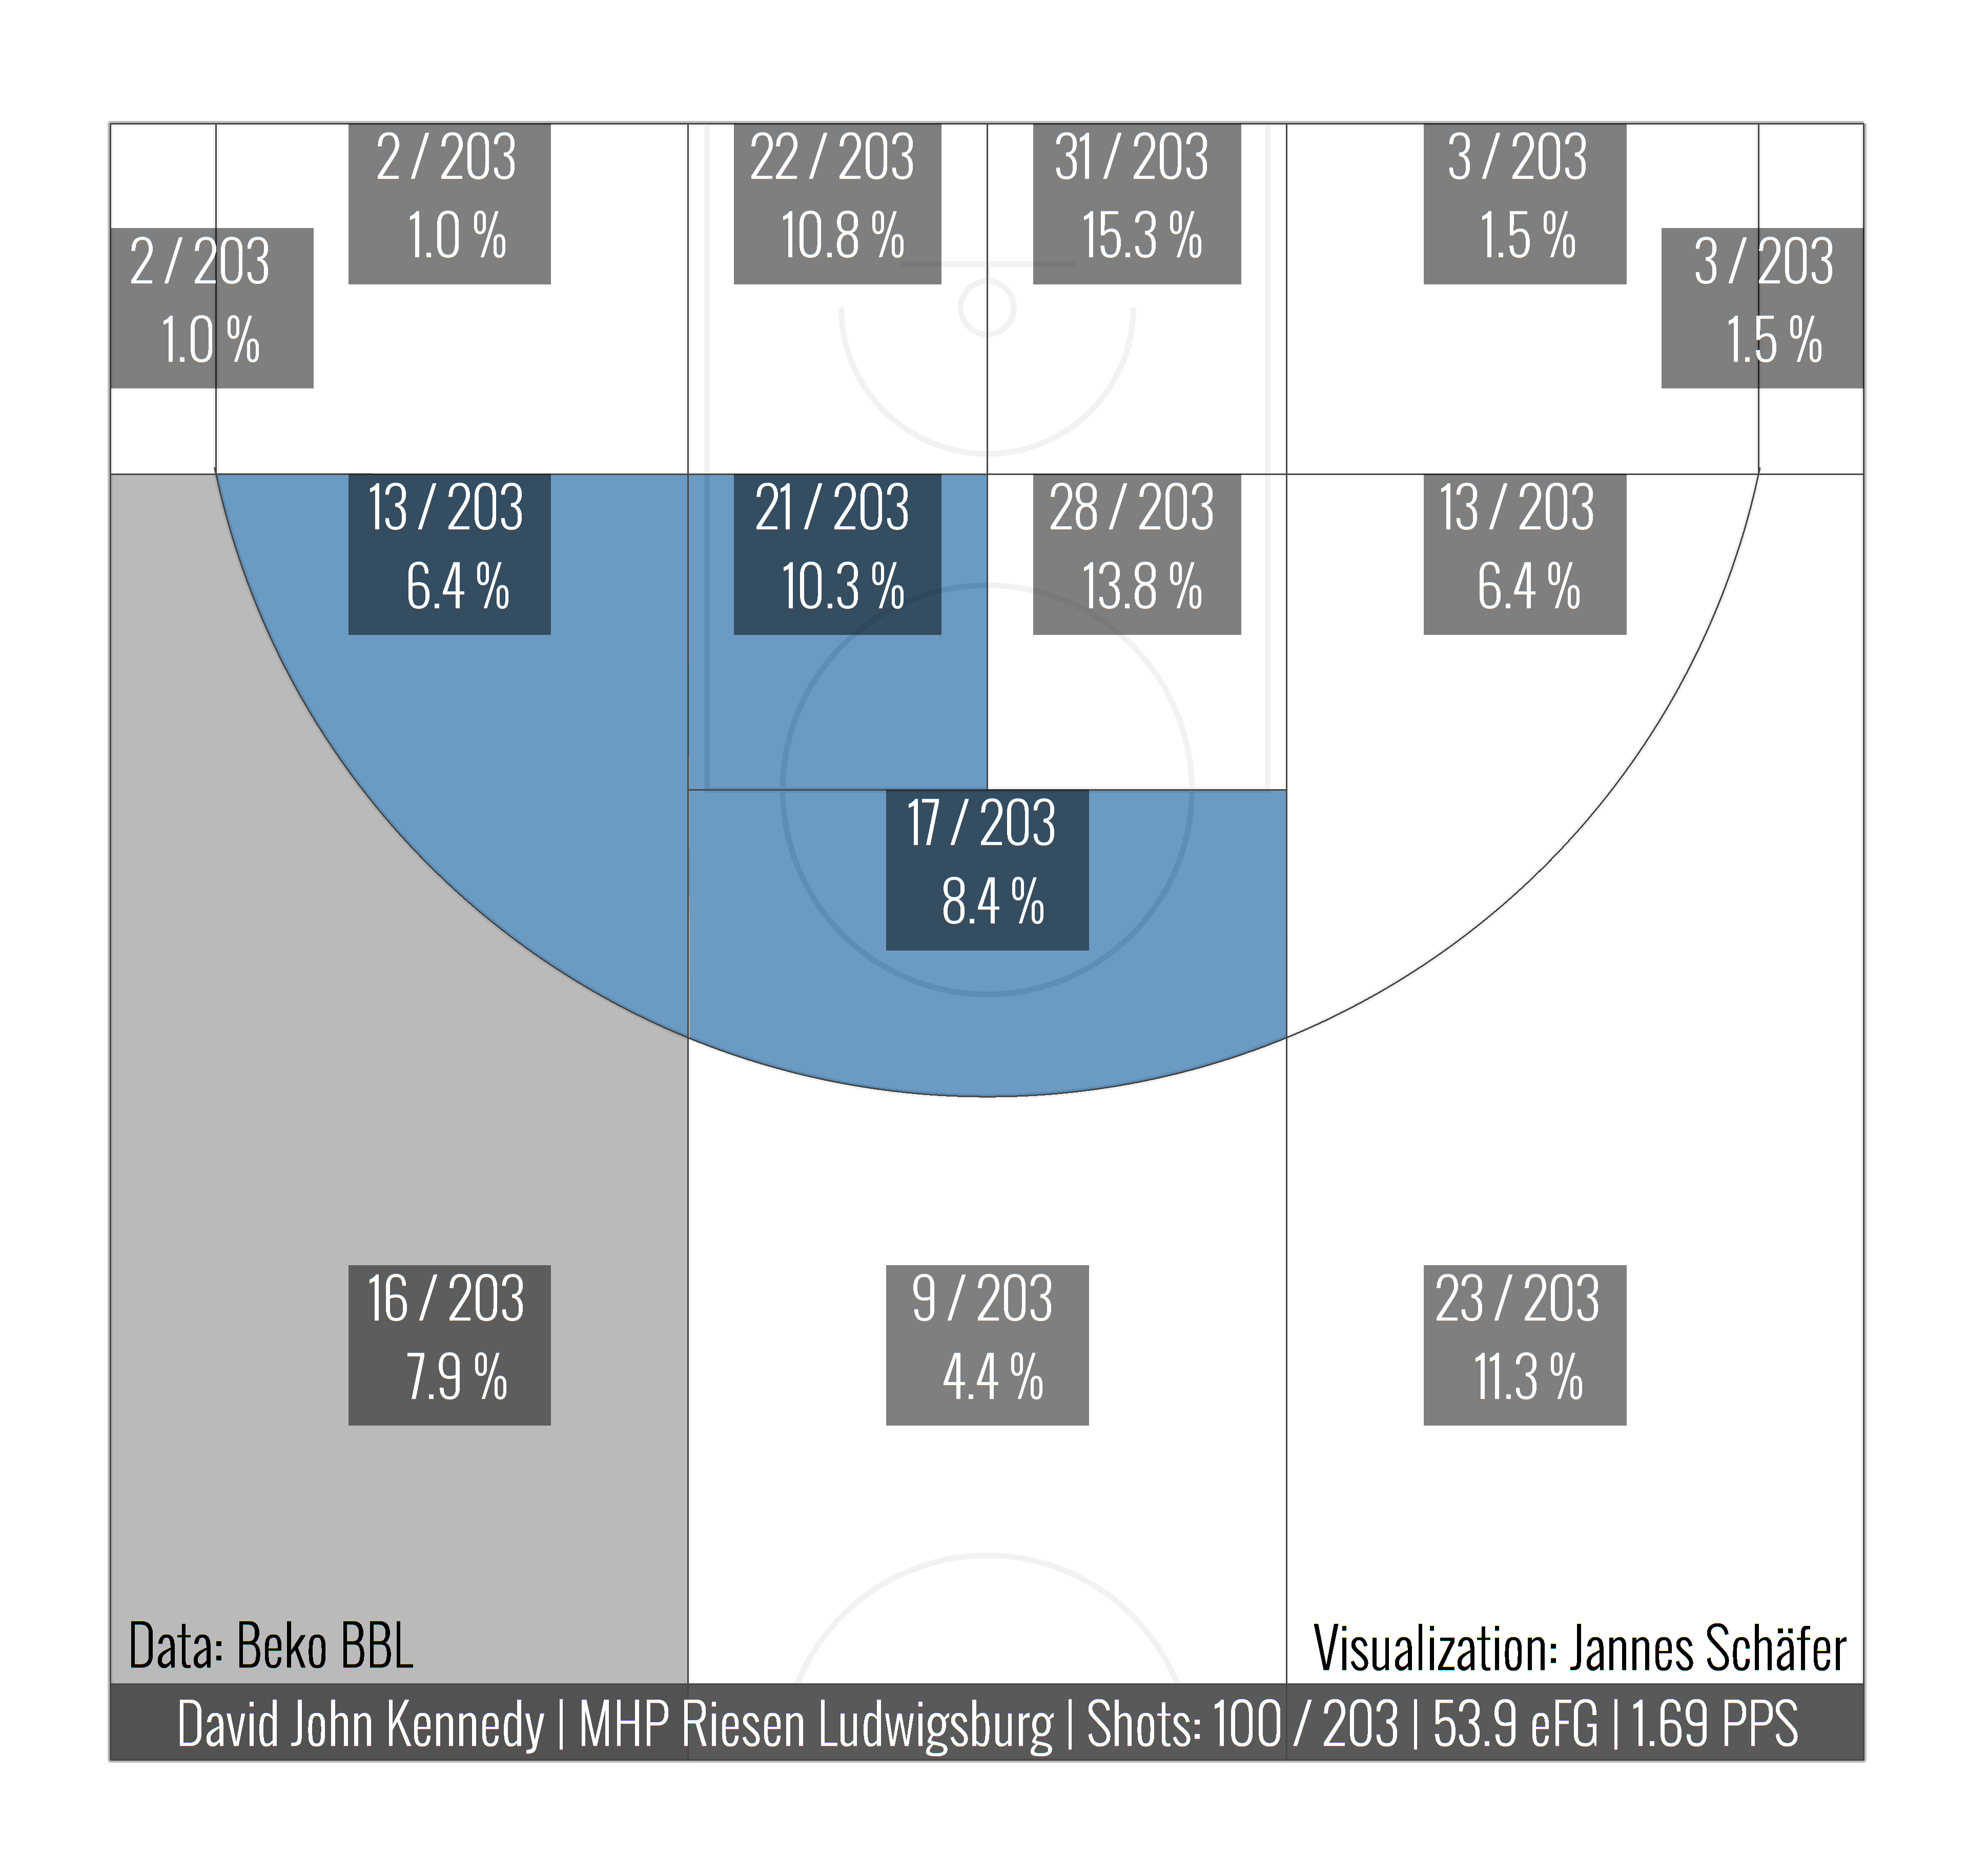 2 / 203
1.0 %
22 / 203
10.8 %
31 / 203
15.3 %
3 / 203
1.5 %
2 / 203
1.0 %
3 / 203
1.5 %
13 / 203
6.4 %
21 / 203
10.3 %
28 / 203
13.8 %
13 / 203
6.4 %
17 / 203
8.4 %
16 / 203
7.9 %
9 / 203
4.4 %
23 / 203
11.3 %
Data: Beko BBL
Visualization: Jannes Schäfer
David John Kennedy | MHP Riesen Ludwigsburg | Shots: 100 / 203 | 53.9 eFG | 1.69 PPS